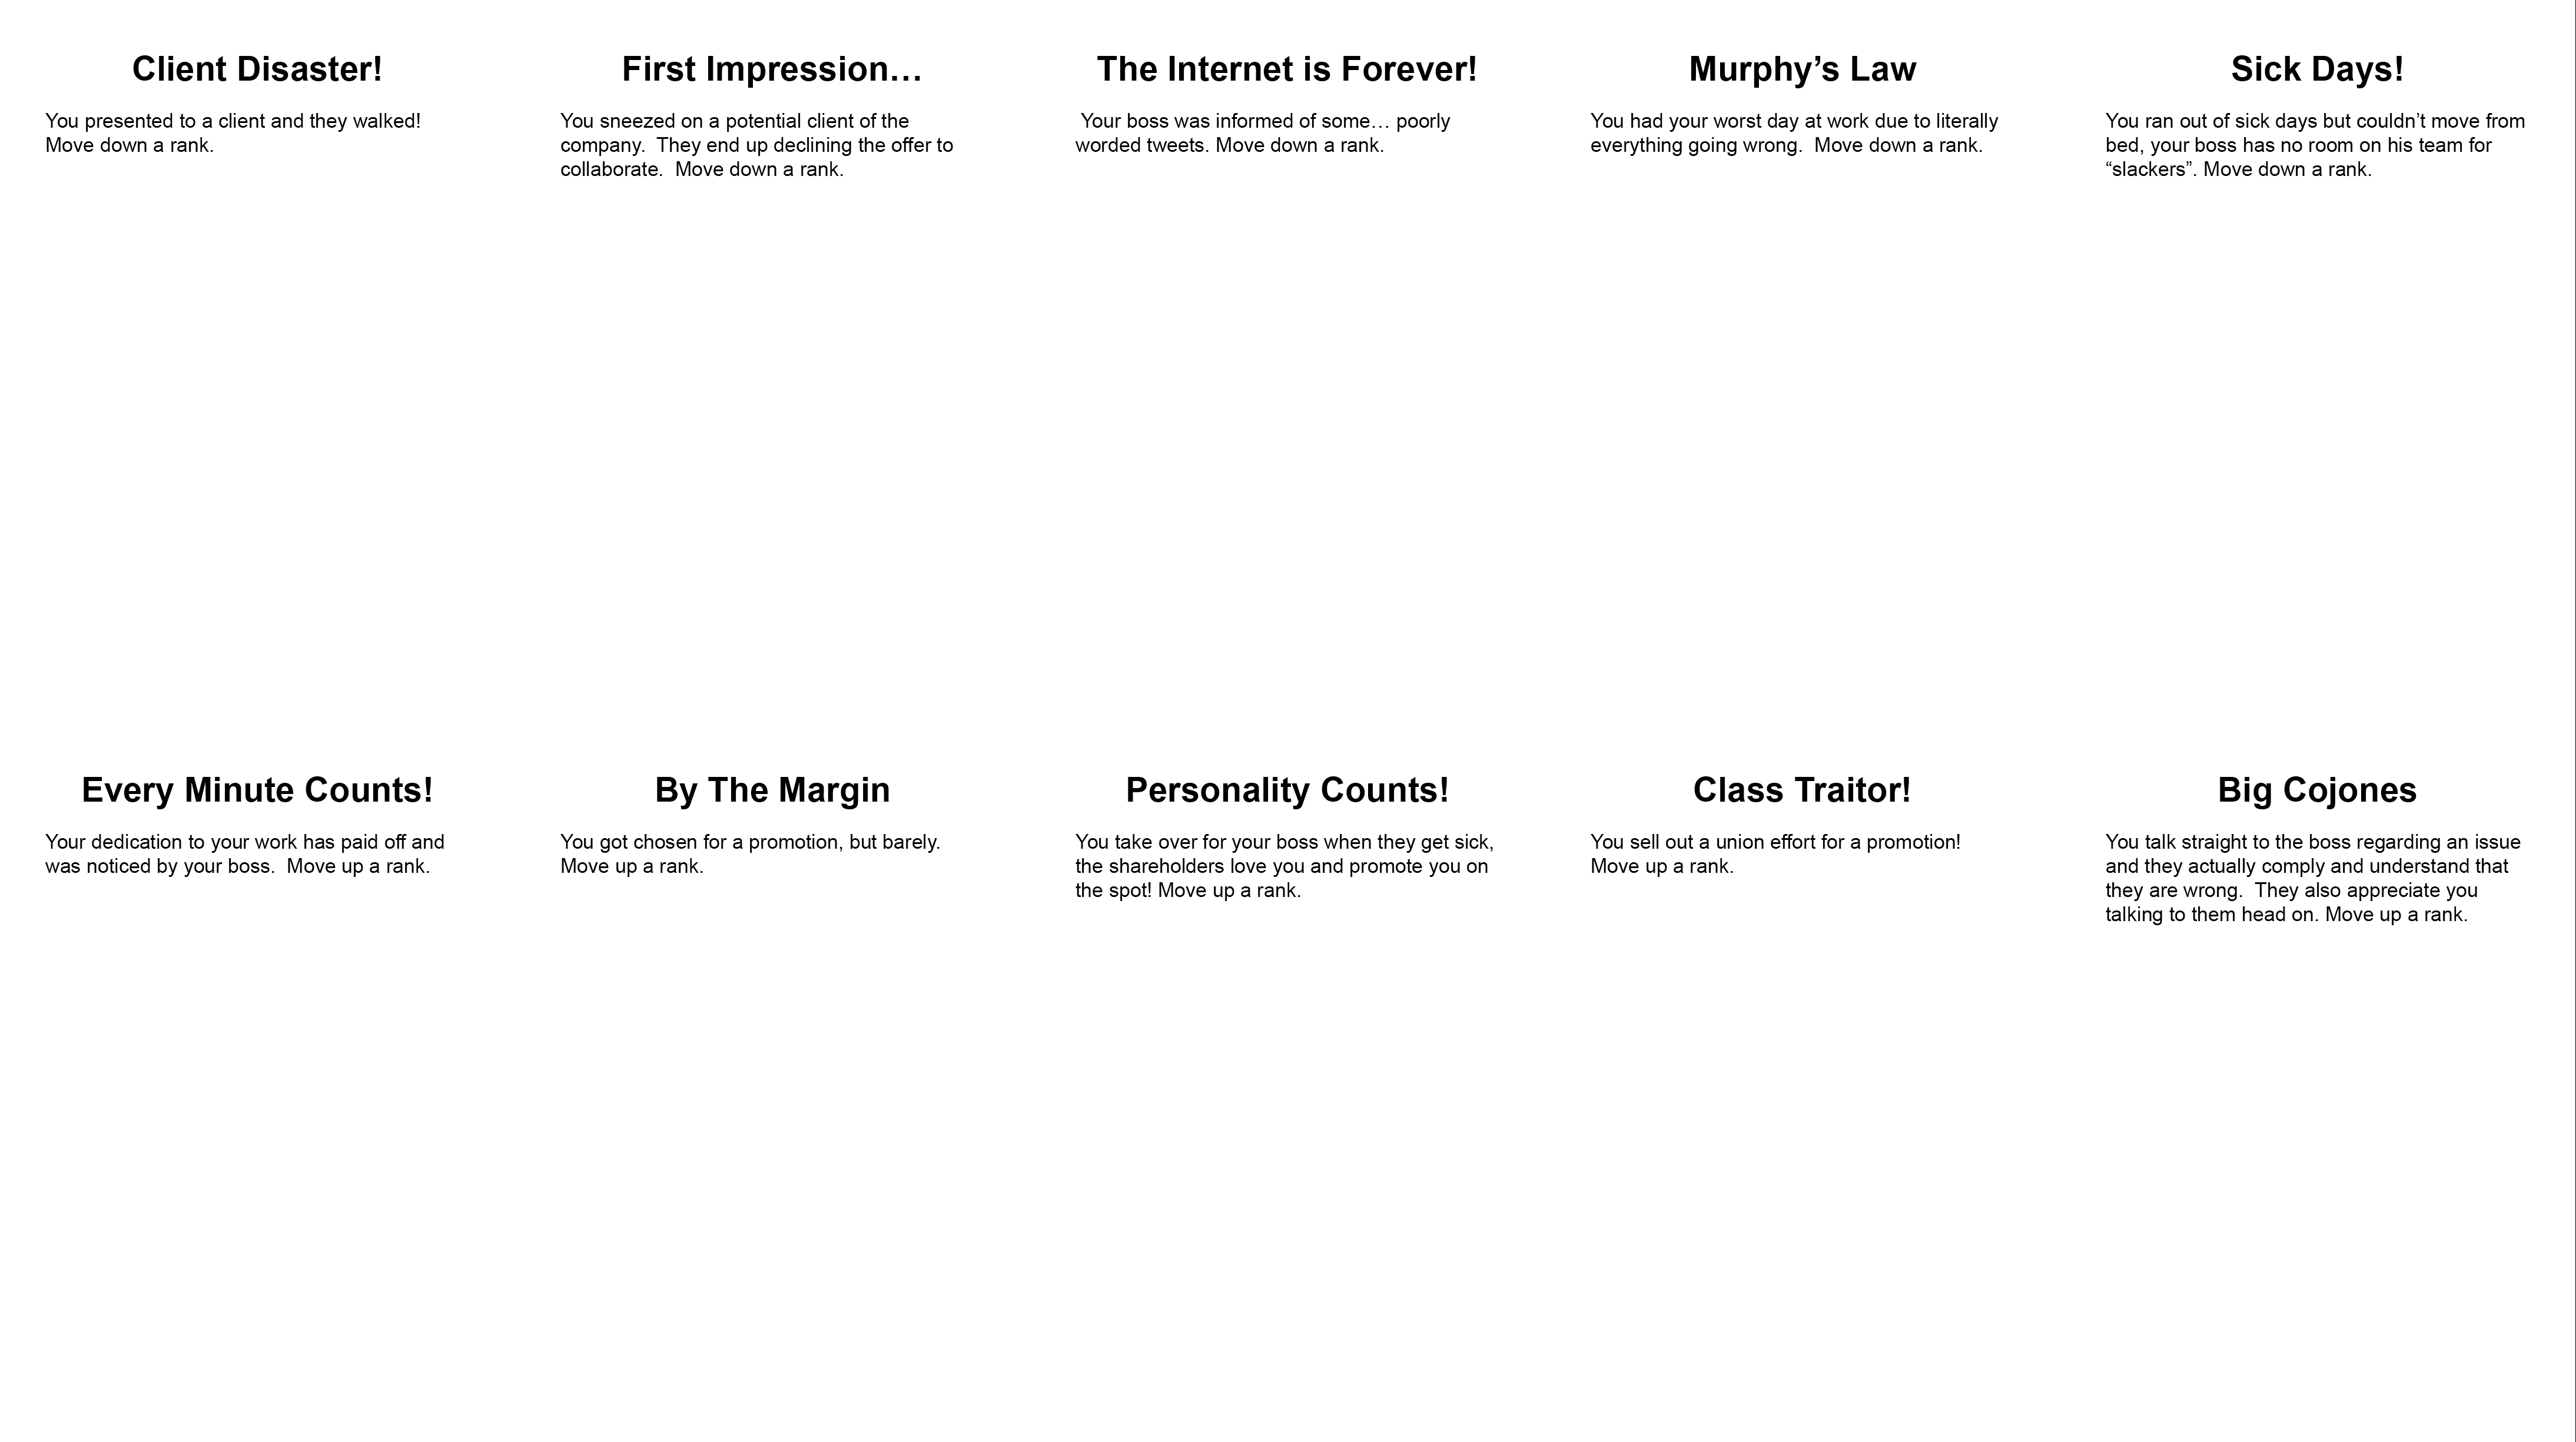 Client Disaster!
You presented to a client and they walked!
Move down a rank.
First Impression…
You sneezed on a potential client of the
company.  They end up declining the offer to
collaborate.  Move down a rank.
The Internet is Forever!
Your boss was informed of some… poorly
worded tweets. Move down a rank.
Murphy’s Law
You had your worst day at work due to literally
everything going wrong.  Move down a rank.
Sick Days!
You ran out of sick days but couldn’t move from
bed, your boss has no room on his team for
“slackers”. Move down a rank.
Every Minute Counts!
Your dedication to your work has paid off and
was noticed by your boss.  Move up a rank.
By The Margin
You got chosen for a promotion, but barely.
Move up a rank.
Personality Counts!
You take over for your boss when they get sick,
the shareholders love you and promote you on
the spot! Move up a rank.
Class Traitor!
You sell out a union effort for a promotion!
Move up a rank.
Big Cojones
You talk straight to the boss regarding an issue
and they actually comply and understand that
they are wrong.  They also appreciate you
talking to them head on. Move up a rank.